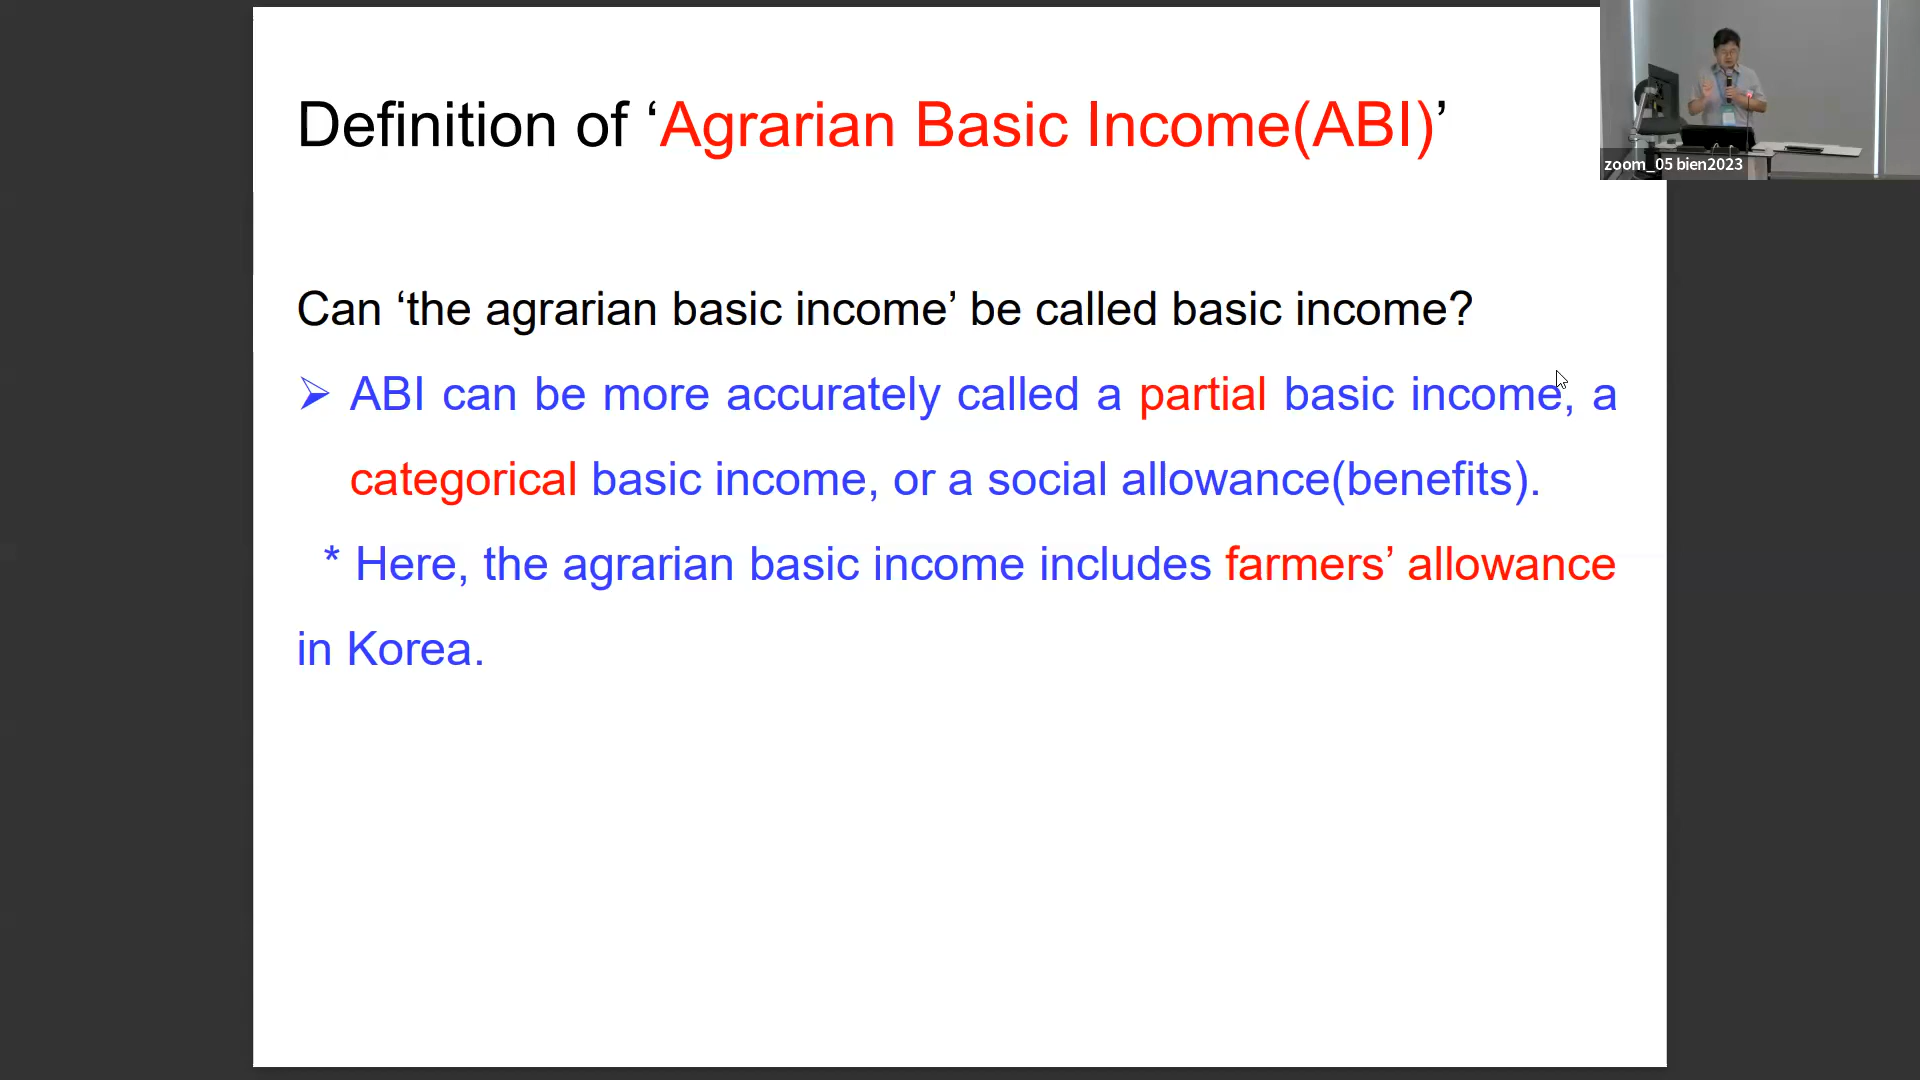 Definition of ‘Agrarian Basic Income(ABI)’
zoom_05 bien2023
Can ‘the agrarian basic income’ be called basic income?
➢ ABI can be more accurately called a partial basic income, a
categorical basic income, or a social allowance(benefits).
* Here, the agrarian basic income includes farmers’ allowance
in Korea.